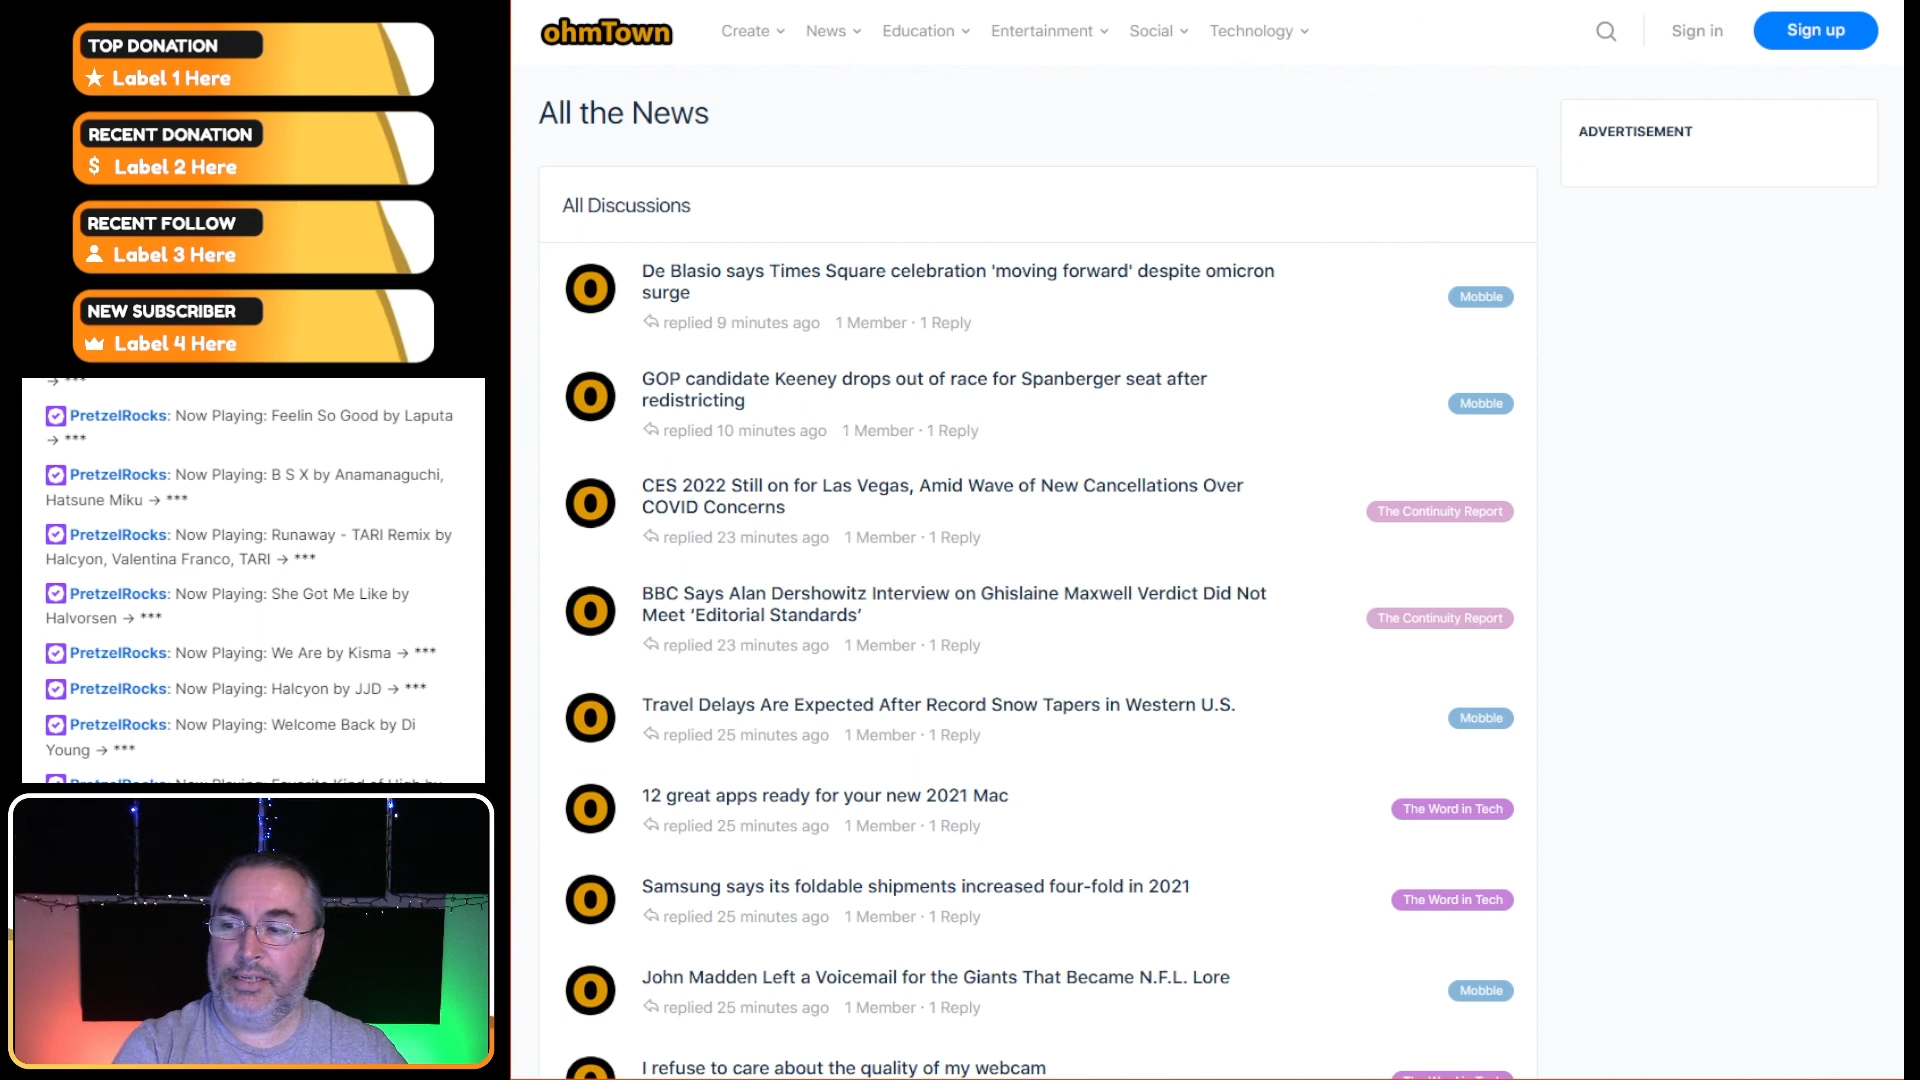 TOP DONATION
Label 1 Here
RECENT DONATION
$ Label 2 Here
RECENT FOLLOW
Label 3 Here
NEW SUBSCRIBER
Label 4 Here
→ ***
PretzelRocks: Now Playing: Feelin So Good by Laputa
→ ***
PretzelRocks: Now Playing: B S X by Anamanaguchi,
Hatsune Miku → ***
PretzelRocks: Now Playing: Runaway - TARI Remix by
Halcyon, Valentina Franco, TARI → ***
PretzelRocks: Now Playing: She Got Me Like by
Halvorsen → ***
PretzelRocks: Now Playing: We Are by Kisma → ***
PretzelRocks: Now Playing: Halcyon by JJD → ***
PretzelRocks: Now Playing: Welcome Back by Di
Young → ***
PretzelRocks: Now Playing: Favorite Kind of High by
ohmTown
Create
News
Education
Entertainment
Social
Technology
Sign in
Sign up
All the News
ADVERTISEMENT
All Discussions
De Blasio says Times Square celebration 'moving forward' despite omicron
surge
replied 9 minutes ago 1 Member · 1 Reply
Mobble
GOP candidate Keeney drops out of race for Spanberger seat after
redistricting
replied 10 minutes ago 1 Member · 1 Reply
Mobble
CES 2022 Still on for Las Vegas, Amid Wave of New Cancellations Over
COVID Concerns
replied 23 minutes ago 1 Member · 1 Reply
The Continuity Report
BBC Says Alan Dershowitz Interview on Ghislaine Maxwell Verdict Did Not
Meet ‘Editorial Standards’
replied 23 minutes ago 1 Member · 1 Reply
The Continuity Report
Travel Delays Are Expected After Record Snow Tapers in Western U.S.
replied 25 minutes ago 1 Member · 1 Reply
Mobble
12 great apps ready for your new 2021 Mac
replied 25 minutes ago 1 Member · 1 Reply
The Word in Tech
Samsung says its foldable shipments increased four-fold in 2021
replied 25 minutes ago 1 Member · 1 Reply
The Word in Tech
John Madden Left a Voicemail for the Giants That Became N.F.L. Lore
replied 25 minutes ago 1 Member · 1 Reply
Mobble
I refuse to care about the quality of my webcam